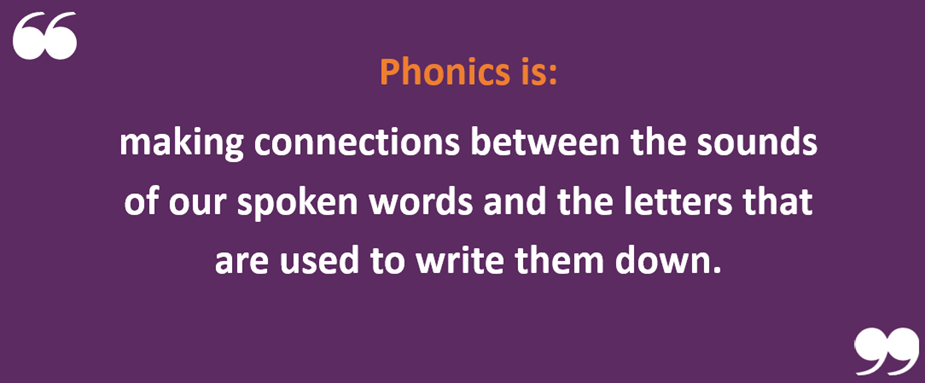 Phonics is:
making connections between the sounds
of our spoken words and the letters that
are used to write them down.